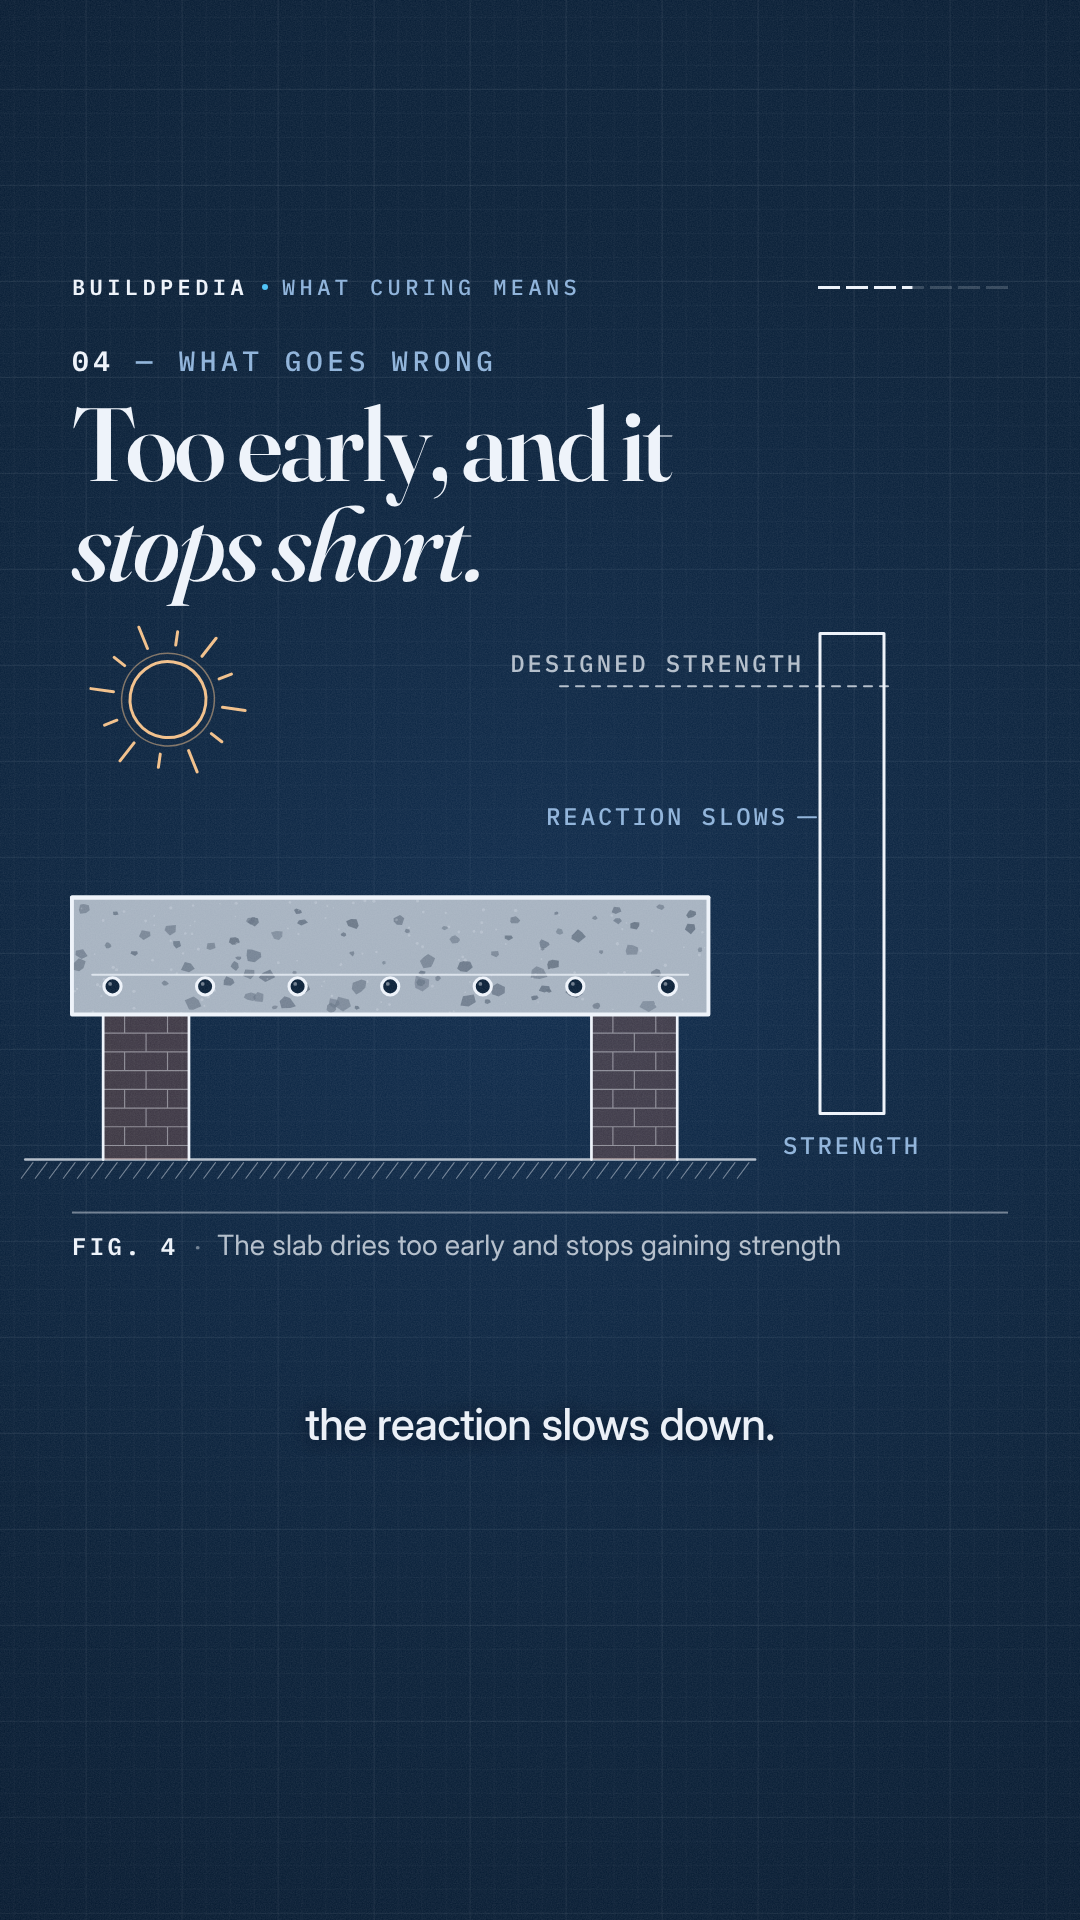 BUILDPEDIA • WHAT CURING MEANS
04 — WHAT GOES WRONG
Too early, and it
stops short.
DESIGNED STRENGTH
REACTION SLOWS
STRENGTH
FIG. 4 · The slab dries too early and stops gaining strength
the reaction slows down.